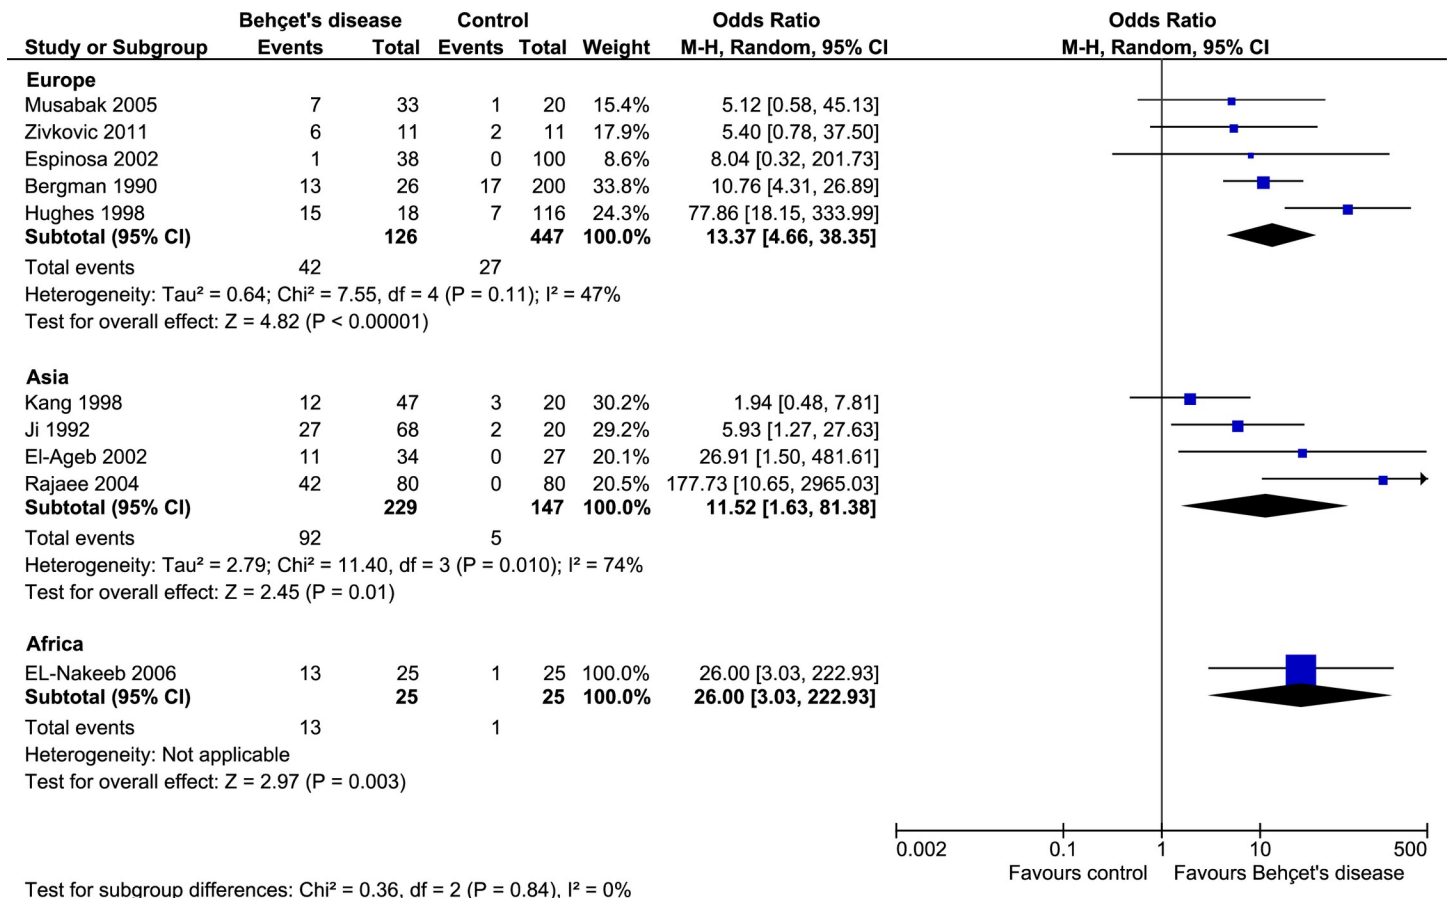 Behçet's disease Control Odds Ratio Odds Ratio
Study or Subgroup Events Total Events Total Weight M-H, Random, 95% CI M-H, Random, 95% CI
Europe
Musabak 2005 7 33 1 20 15.4% 5.12 [0.58, 45.13]
Zivkovic 2011 6 11 2 11 17.9% 5.40 [0.78, 37.50]
Espinosa 2002 1 38 0 100 8.6% 8.04 [0.32, 201.73]
Bergman 1990 13 26 17 200 33.8% 10.76 [4.31, 26.89]
Hughes 1998 15 18 7 116 24.3% 77.86 [18.15, 333.99]
Subtotal (95% CI) 126 447 100.0% 13.37 [4.66, 38.35]
Total events 42 27
Heterogeneity: Tau² = 0.64; Chi² = 7.55, df = 4 (P = 0.11); I² = 47%
Test for overall effect: Z = 4.82 (P < 0.00001)
Asia
Kang 1998 12 47 3 20 30.2% 1.94 [0.48, 7.81]
Ji 1992 27 68 2 20 29.2% 5.93 [1.27, 27.63]
El-Ageb 2002 11 34 0 27 20.1% 26.91 [1.50, 481.61]
Rajaee 2004 42 80 0 80 20.5% 177.73 [10.65, 2965.03]
Subtotal (95% CI) 229 147 100.0% 11.52 [1.63, 81.38]
Total events 92 5
Heterogeneity: Tau² = 2.79; Chi² = 11.40, df = 3 (P = 0.010); I² = 74%
Test for overall effect: Z = 2.45 (P = 0.01)
Africa
EL-Nakeeb 2006 13 25 1 25 100.0% 26.00 [3.03, 222.93]
Subtotal (95% CI) 25 25 100.0% 26.00 [3.03, 222.93]
Total events 13 1
Heterogeneity: Not applicable
Test for overall effect: Z = 2.97 (P = 0.003)
0.002 0.1 1 10 500
Favours control Favours Behçet's disease
Test for subgroup differences: Chi² = 0.36, df = 2 (P = 0.84), I² = 0%